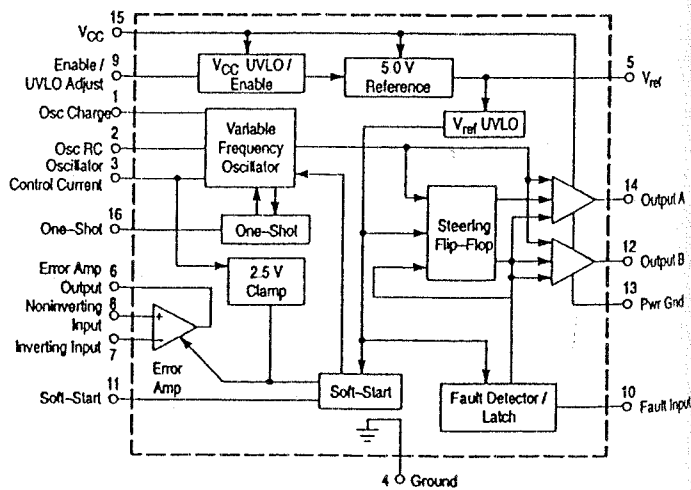 15
VCC
Enable /
UVLO Adjust
9
VCC UVLO /
Enable
5.0 V
Reference
5
Vref
Vref UVLO
1
Osc Charge
2
Osc RC
Oscillator
3
Control Current
Variable
Frequency
Oscillator
16
One-Shot
One-Shot
Steering
Flip-Flop
14
Output A
12
Output B
13
Pwr Gnd
Error Amp
6
Output
Noninverting
8
Input
Inverting Input
7
+
–
Error
Amp
2.5 V
Clamp
11
Soft-Start
Soft-Start
Fault Detector /
Latch
10
Fault Input
4
Ground